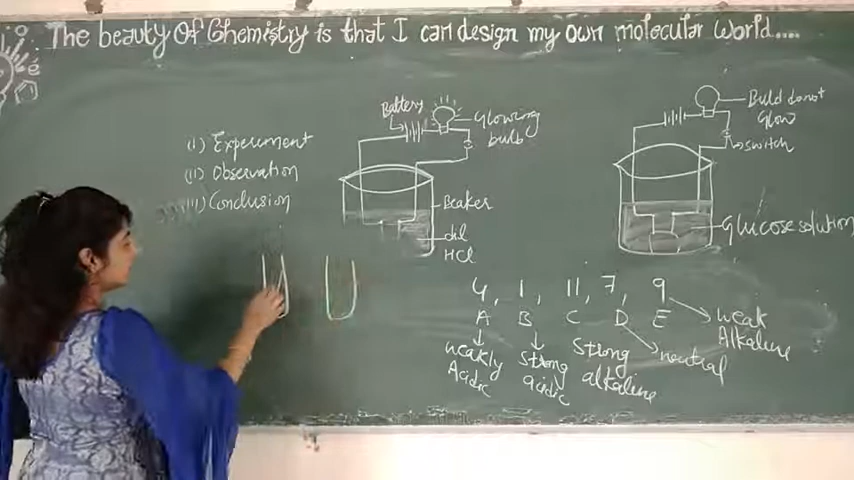 The beauty Of Chemistry is that I can design my own molecular World....
é
(i) Experiment
(ii) Observation
(iii) Conclusion
Battery
Glowing
bulb
Beaker
dil
HCl
Buld donot
Glow
switch
Glucose solution
4, 1, 11, 7, 9
A B C D E
weakly
Acidic
Strong
acidic
Strong
alkaline
neutral
weak
Alkaline